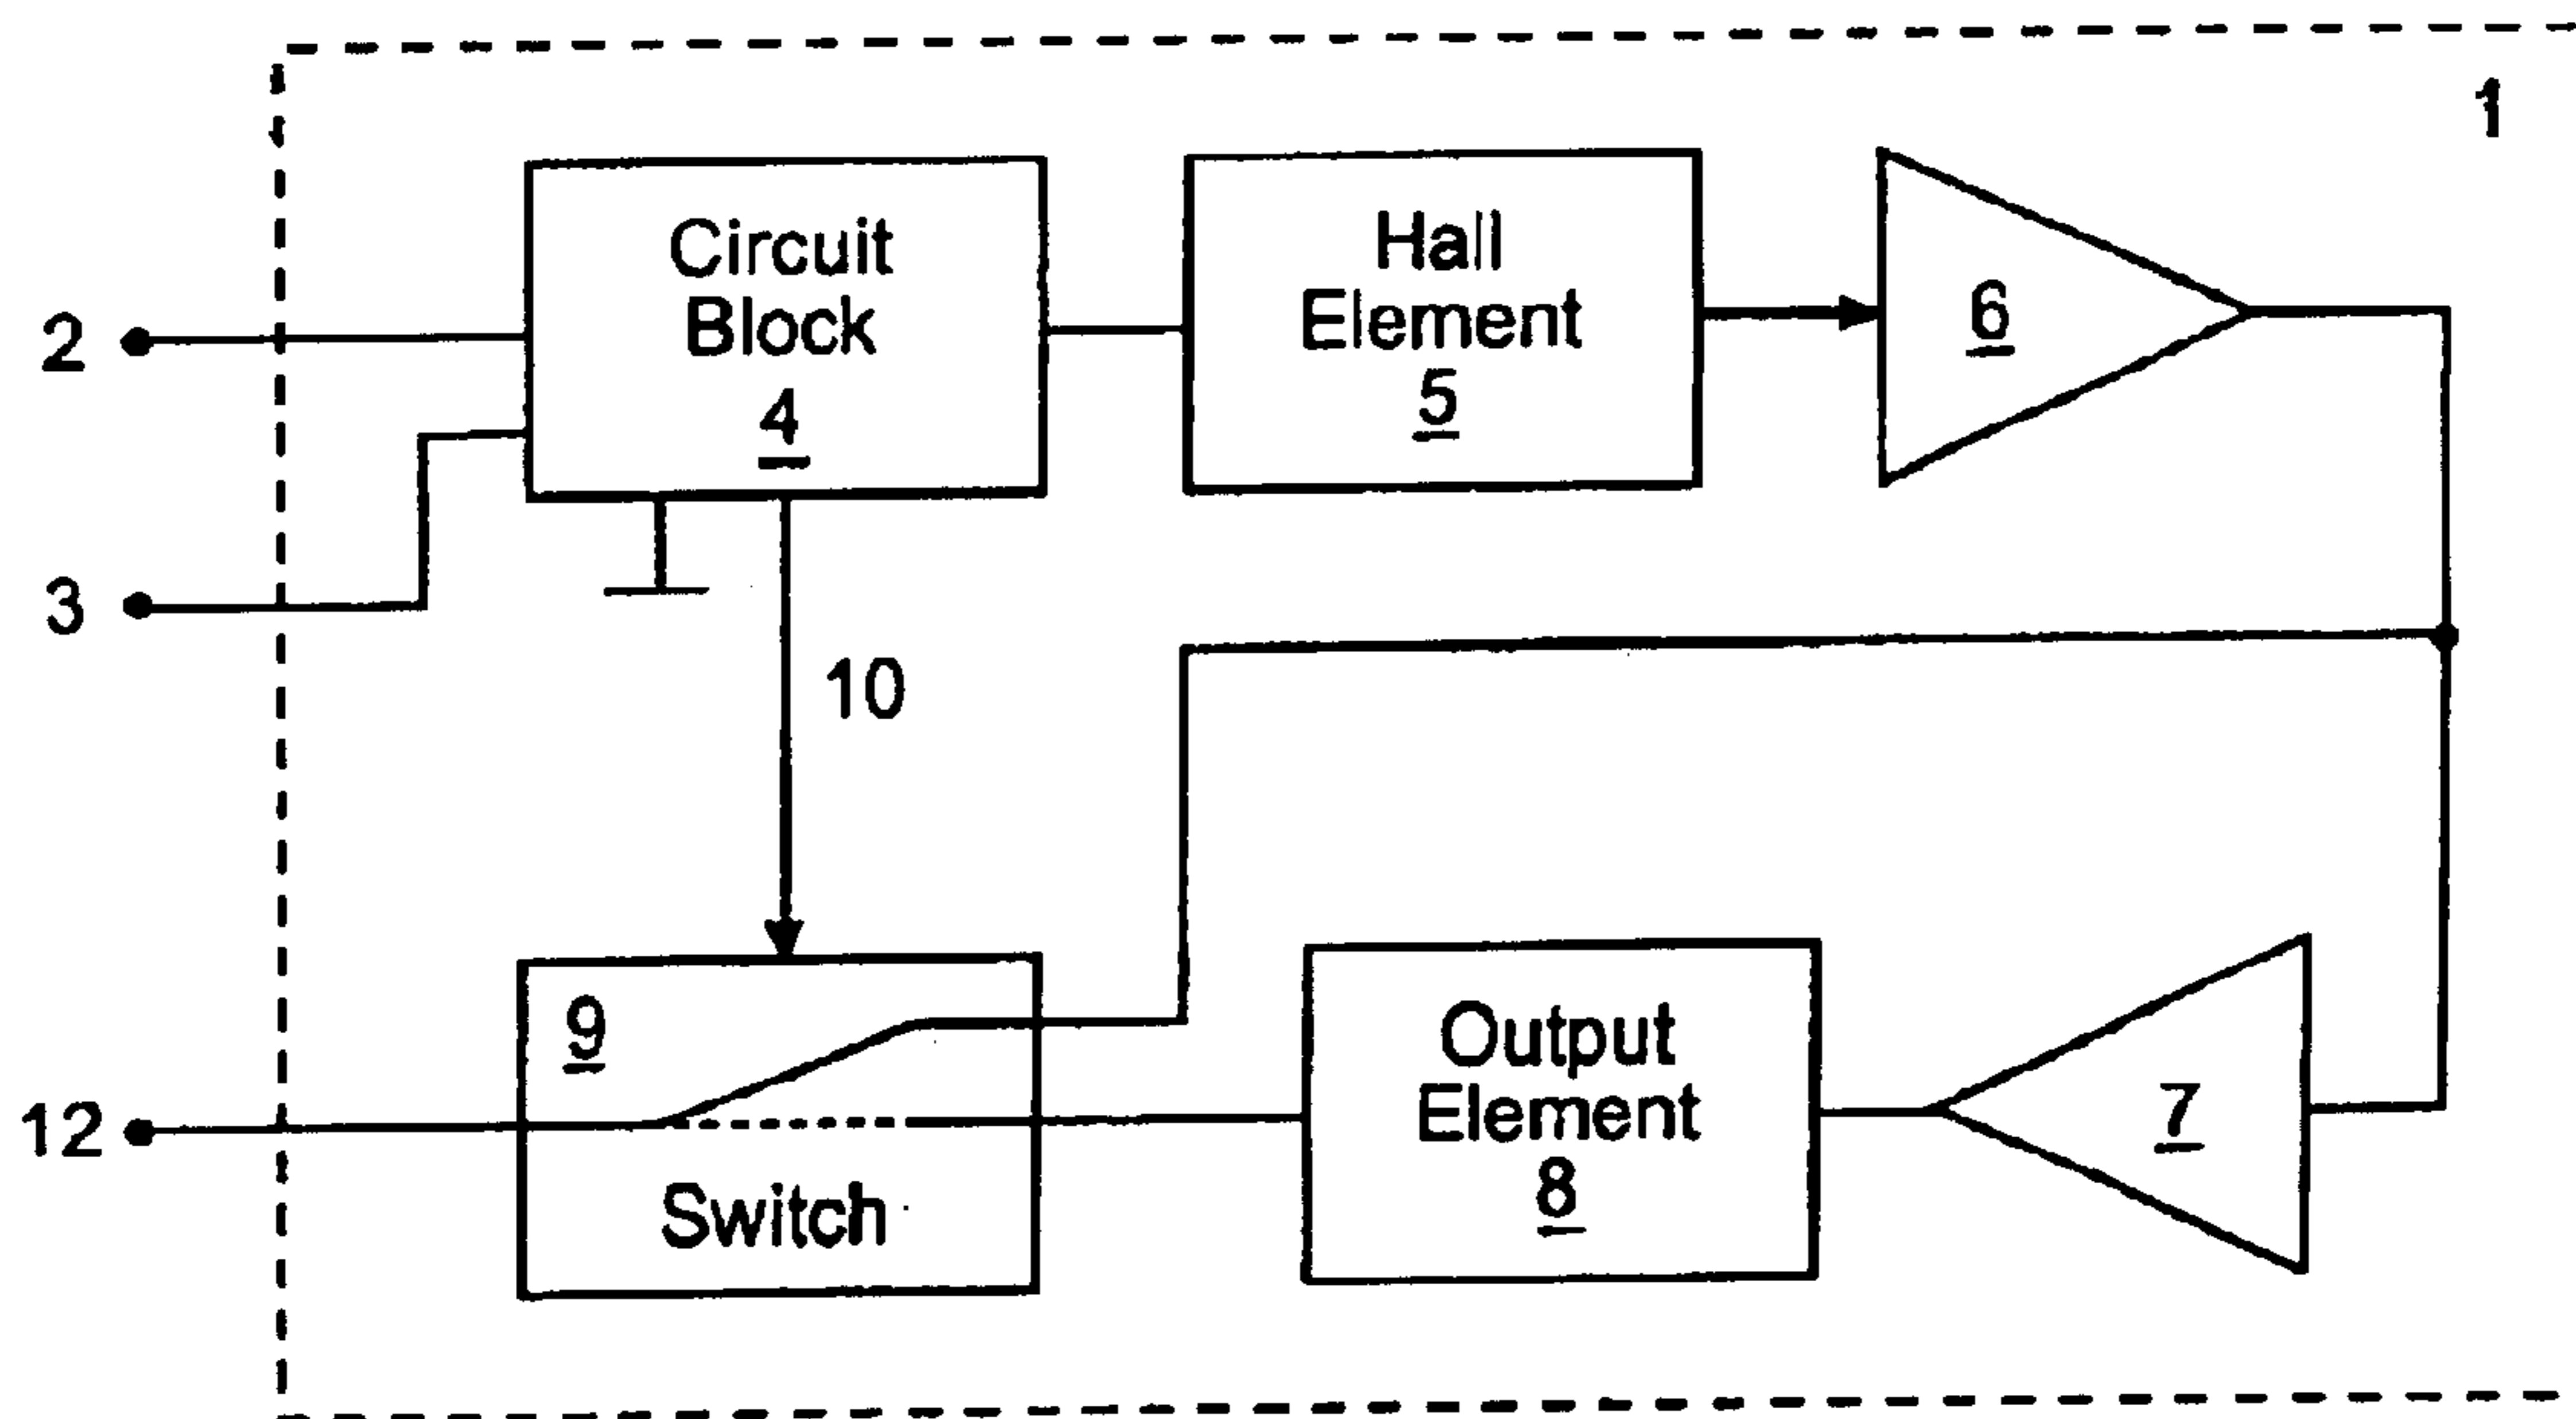 1
Circuit
Block
4
Hall
Element
5
6
2
3
10
9
Switch
Output
Element
8
7
12